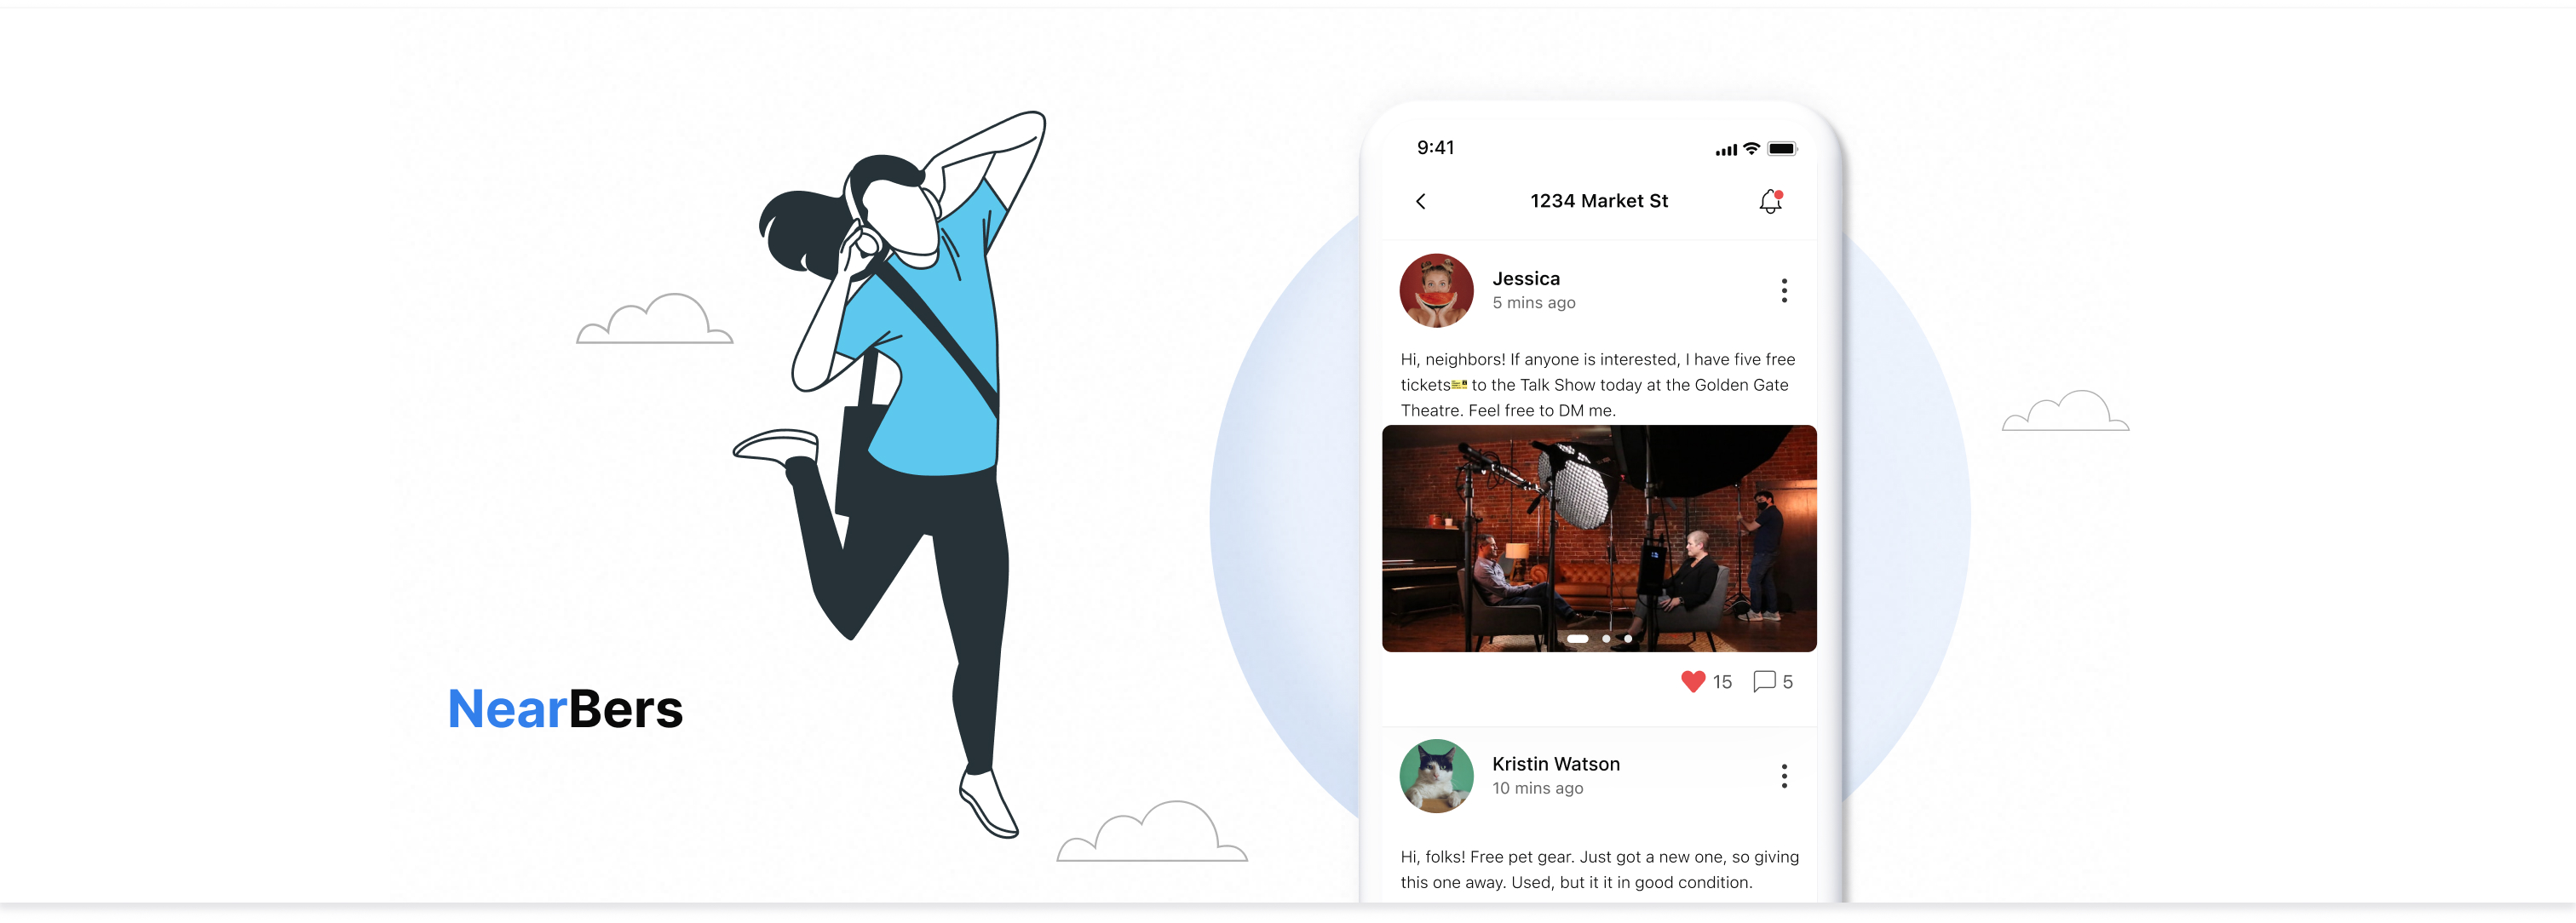 9:41
1234 Market St
Jessica
5 mins ago
Hi, neighbors! If anyone is interested, I have five free
tickets🎫 to the Talk Show today at the Golden Gate
Theatre. Feel free to DM me.
15 5
NearBers
Kristin Watson
10 mins ago
Hi, folks! Free pet gear. Just got a new one, so giving
this one away. Used, but it it in good condition.